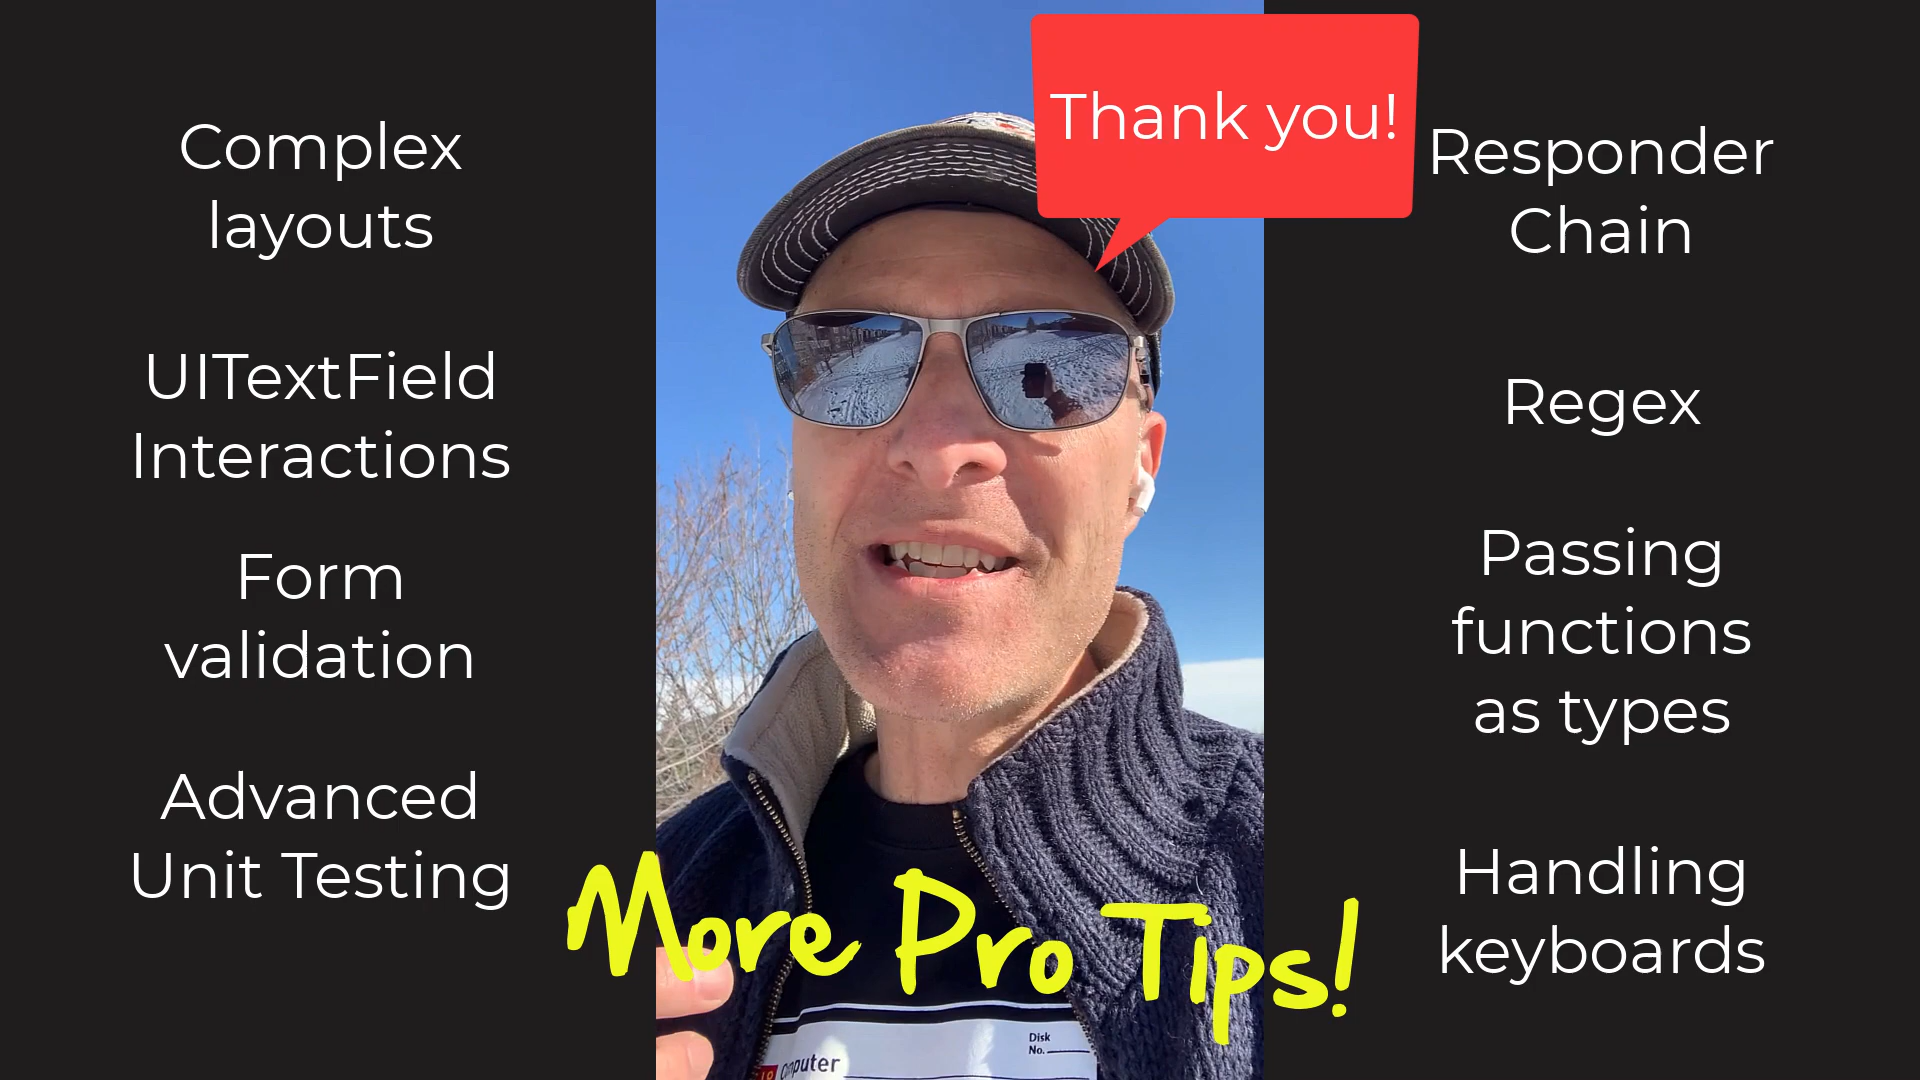 Complex
layouts
UITextField
Interactions
Form
validation
Advanced
Unit Testing
Thank you!
More Pro Tips!
Disk
No.
Responder
Chain
Regex
Passing
functions
as types
Handling
keyboards